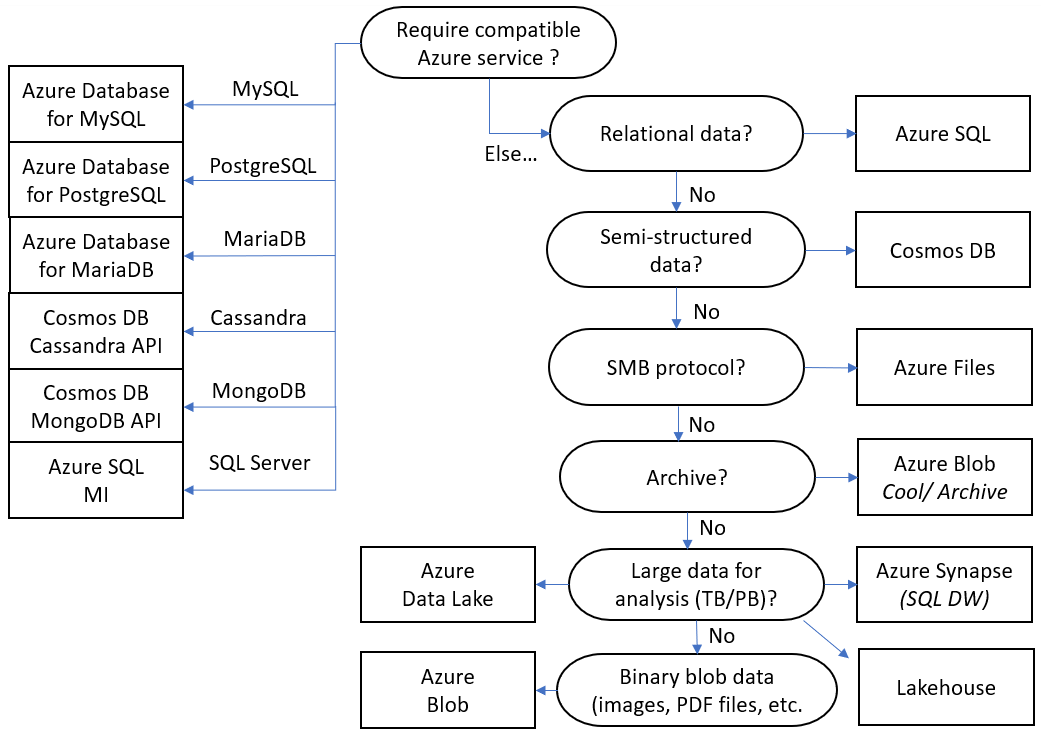 Require compatible
Azure service ?
Azure Database
for MySQL
MySQL
Azure Database
for PostgreSQL
PostgreSQL
Azure Database
for MariaDB
MariaDB
Cosmos DB
Cassandra API
Cassandra
Cosmos DB
MongoDB API
MongoDB
Azure SQL
MI
SQL Server
Else...
Relational data?
Azure SQL
No
Semi-structured
data?
Cosmos DB
No
SMB protocol?
Azure Files
No
Archive?
Azure Blob
Cool/ Archive
No
Azure
Data Lake
Large data for
analysis (TB/PB)?
Azure Synapse
(SQL DW)
No
Lakehouse
Azure
Blob
Binary blob data
(images, PDF files, etc.